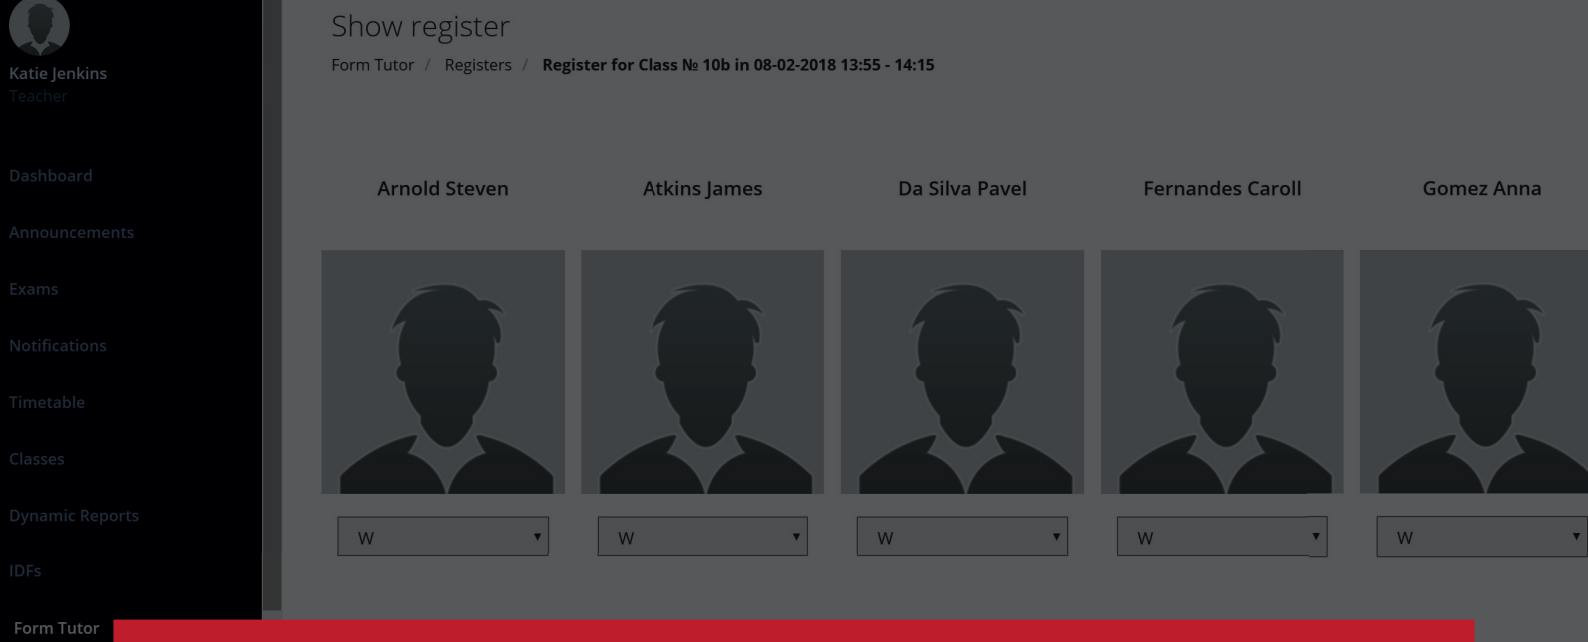 Katie Jenkins
Teacher
Dashboard
Announcements
Exams
Notifications
Timetable
Classes
Dynamic Reports
IDFs
Form Tutor
Show register
Form Tutor / Registers / Register for Class № 10b in 08-02-2018 13:55 - 14:15
Arnold Steven Atkins James Da Silva Pavel Fernandes Caroll Gomez Anna
W W W W W